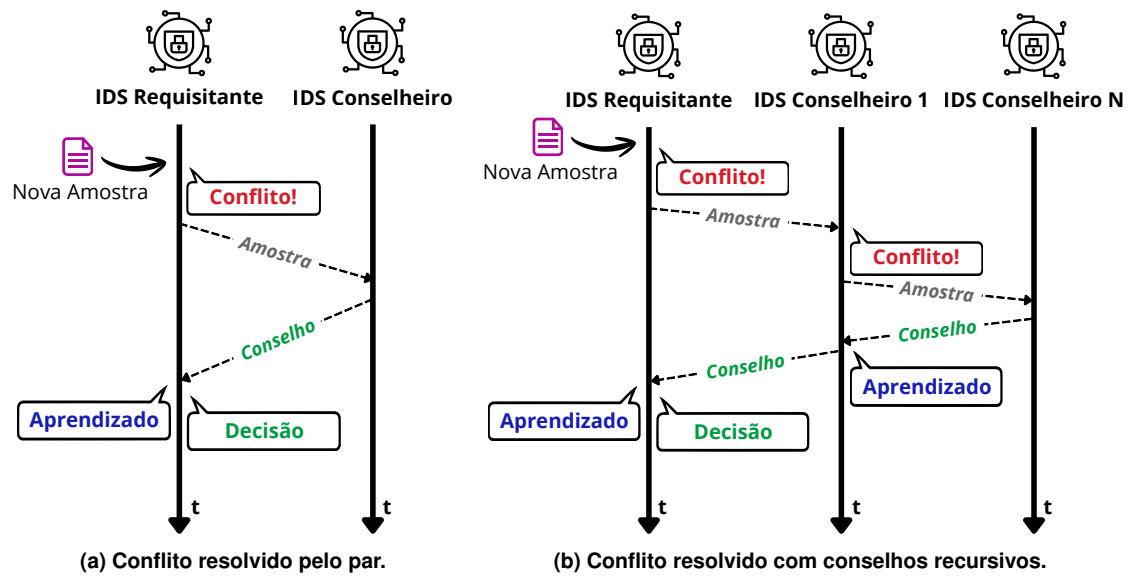 IDS Requisitante
IDS Conselheiro
Nova Amostra
Conflito!
Amostra
Conselho
Aprendizado
Decisão
t
t
(a) Conflito resolvido pelo par.
IDS Requisitante
IDS Conselheiro 1
IDS Conselheiro N
Nova Amostra
Conflito!
Amostra
Conflito!
Amostra
Conselho
Conselho
Aprendizado
Aprendizado
Decisão
t
t
t
(b) Conflito resolvido com conselhos recursivos.